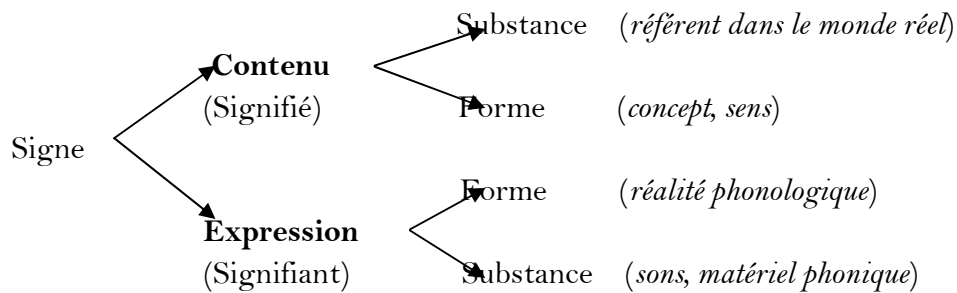 Substance (référent dans le monde réel)
Contenu
(Signifié)
Forme (concept, sens)
Signe
Forme (réalité phonologique)
Expression
(Signifiant)
Substance (sons, matériel phonique)